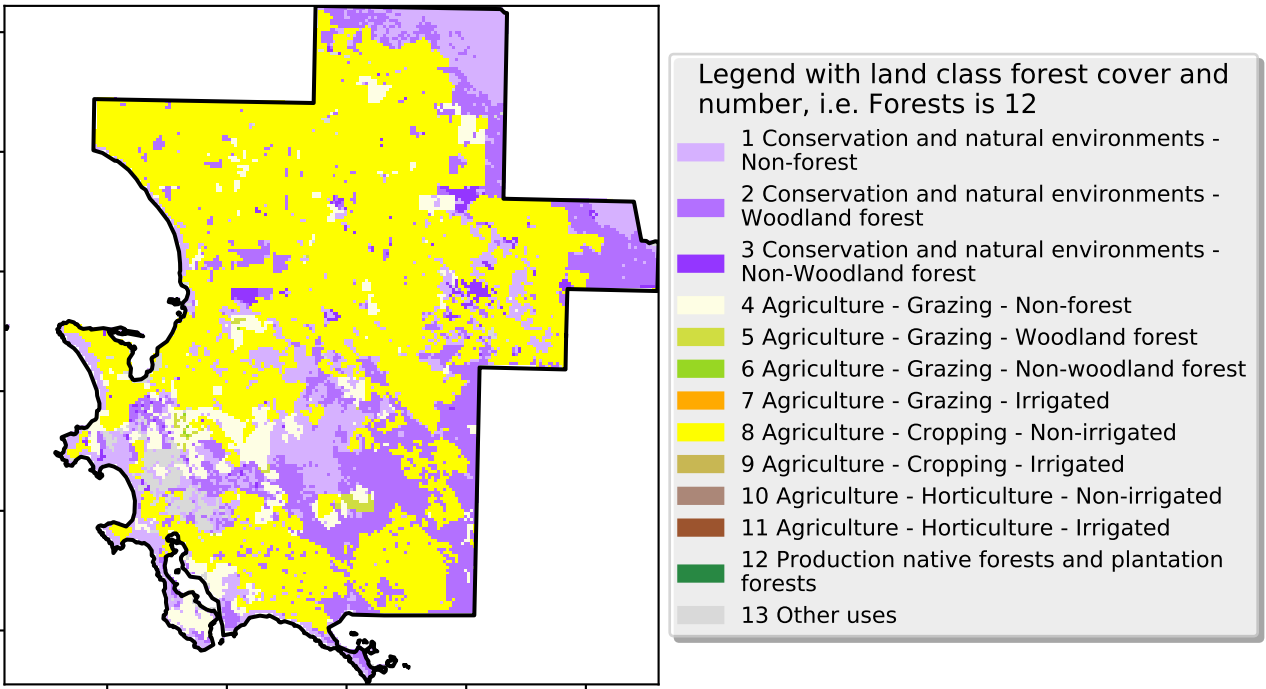 Legend with land class forest cover and
number, i.e. Forests is 12
1 Conservation and natural environments -
Non-forest
2 Conservation and natural environments -
Woodland forest
3 Conservation and natural environments -
Non-Woodland forest
4 Agriculture - Grazing - Non-forest
5 Agriculture - Grazing - Woodland forest
6 Agriculture - Grazing - Non-woodland forest
7 Agriculture - Grazing - Irrigated
8 Agriculture - Cropping - Non-irrigated
9 Agriculture - Cropping - Irrigated
10 Agriculture - Horticulture - Non-irrigated
11 Agriculture - Horticulture - Irrigated
12 Production native forests and plantation
forests
13 Other uses